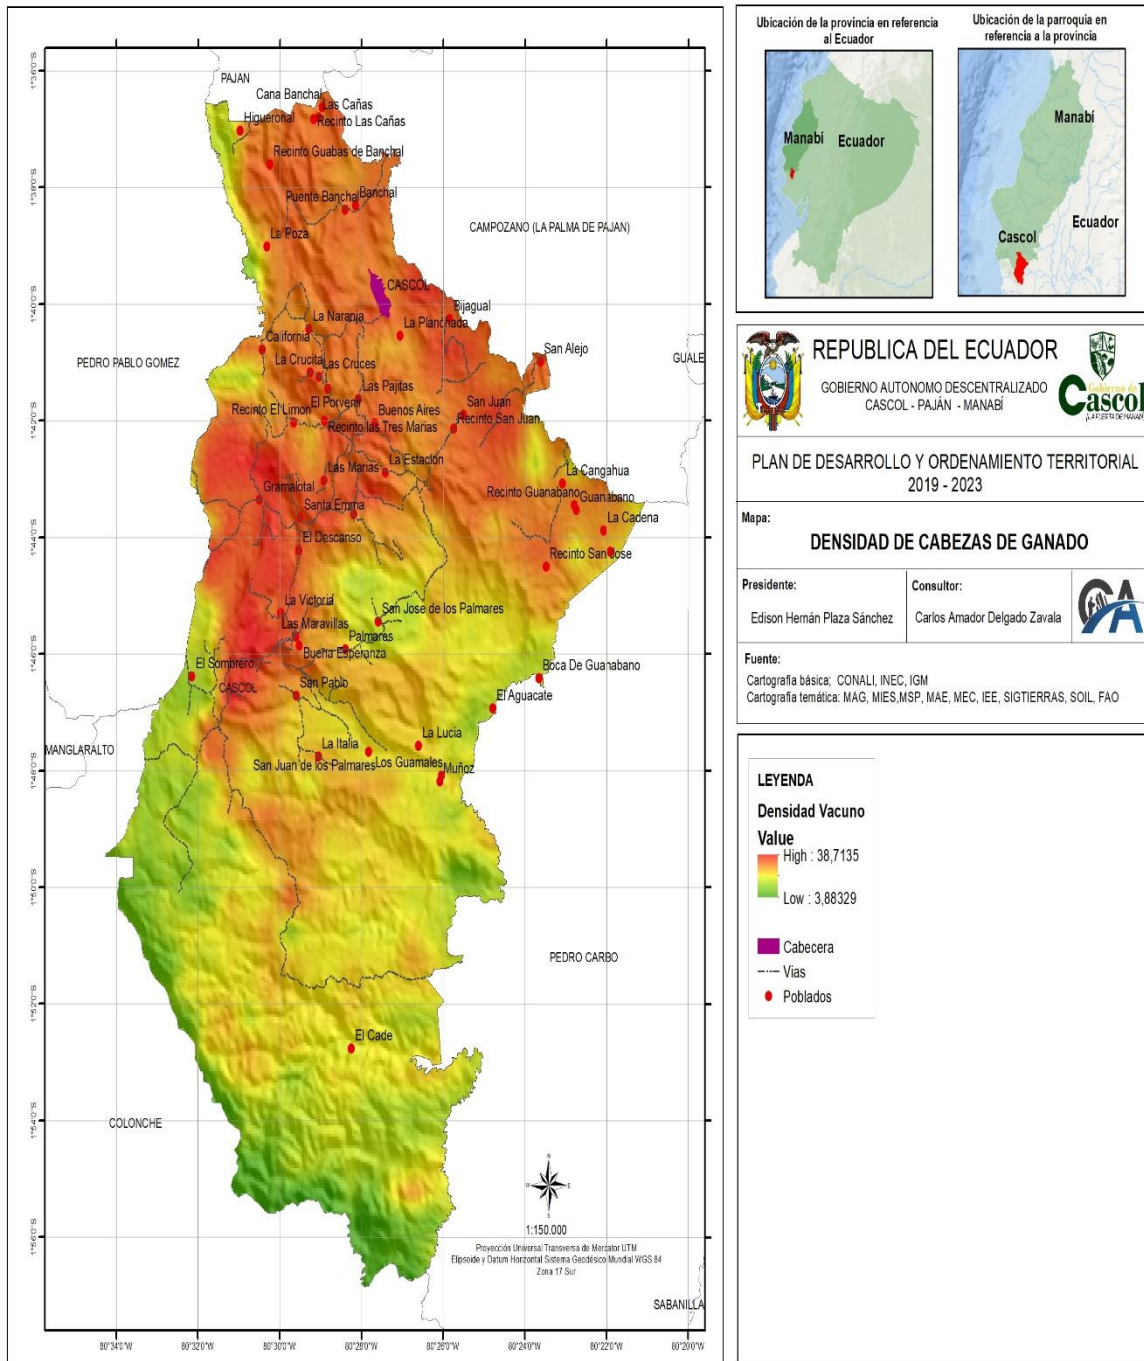 PAJAN
Cana Banchal
Las Cañas
Higueronal
Recinto Las Cañas
Recinto Guabas de Banchal
Puente Banchal
Banchal
La Poza
CAMPOZANO (LA PALMA DE PAJAN)
CASCOL
Bijagual
La Naranja
La Planchada
California
PEDRO PABLO GOMEZ
La Crucita
Las Cruces
San Alejo
GUALE
Las Pajitas
El Porvenir
San Juan
Recinto El Limon
Buenos Aires
Recinto San Juan
Recinto las Tres Marias
Las Marias
La Estacion
La Cangahua
Gramalotal
Recinto Guanabano
Guanabano
Santa Emma
La Cadena
El Descanso
Recinto San Jose
La Victoria
San Jose de los Palmares
Las Maravillas
Palmares
Buena Esperanza
El Sombrero
Boca De Guanabano
CASCOL
San Pablo
El Aguacate
MANGLARALTO
La Italia
La Lucia
San Juan de los Palmares
Los Guamales
Muñoz
PEDRO CARBO
El Cade
COLONCHE
SABANILLA
N
W
E
S
1:150.000
Proyección Universal Transversa de Mercator UTM
Elipsoide y Datum Horizontal Sistema Geodésico Mundial WGS 84
Zona 17 Sur
1°36'0"S
1°38'0"S
1°40'0"S
1°42'0"S
1°44'0"S
1°46'0"S
1°48'0"S
1°50'0"S
1°52'0"S
1°54'0"S
1°56'0"S
80°34'0"W
80°32'0"W
80°30'0"W
80°28'0"W
80°26'0"W
80°24'0"W
80°22'0"W
80°20'0"W
Ubicación de la provincia en referencia
al Ecuador
Manabí
Ecuador
Ubicación de la parroquia en
referencia a la provincia
Manabí
Ecuador
Cascol
REPUBLICA DEL ECUADOR
GOBIERNO AUTONOMO DESCENTRALIZADO
CASCOL - PAJÁN - MANABÍ
Gobierno de
Cascol
PLAN DE DESARROLLO Y ORDENAMIENTO TERRITORIAL
2019 - 2023
Mapa:
DENSIDAD DE CABEZAS DE GANADO
Presidente:
Edison Hernán Plaza Sánchez
Consultor:
Carlos Amador Delgado Zavala
Fuente:
Cartografía básica; CONALI, INEC, IGM
Cartografía temática: MAG, MIES,MSP, MAE, MEC, IEE, SIGTIERRAS, SOIL, FAO
LEYENDA
Densidad Vacuno
Value
High : 38,7135
Low : 3,88329
Cabecera
Vias
Poblados